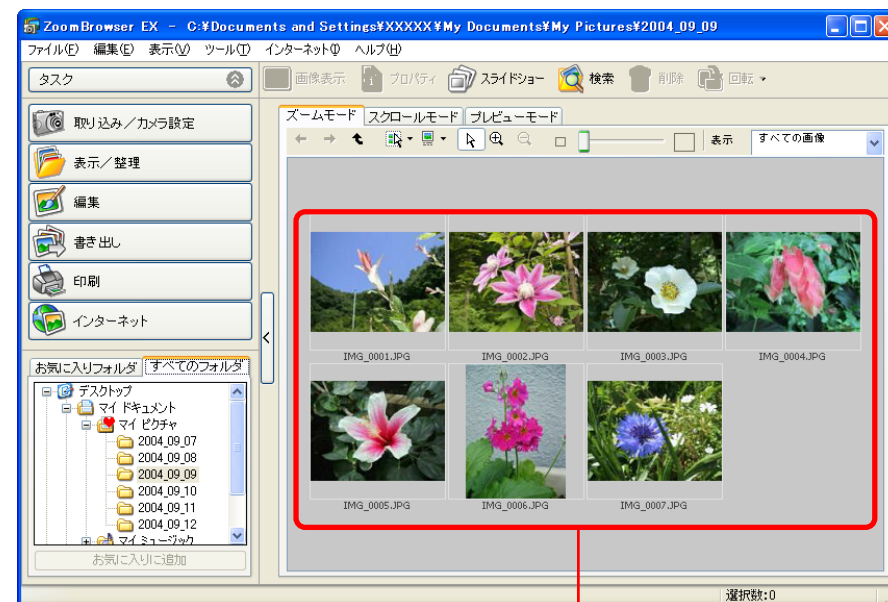 ZoomBrowser EX - C:¥Documents and Settings¥XXXXX¥My Documents¥My Pictures¥2004_09_09
ファイル(F) 編集(E) 表示(V) ツール(T) インターネット(I) ヘルプ(H)
タスク
画像表示 プロパティ スライドショー 検索 削除 回転
取り込み／カメラ設定
表示／整理
編集
書き出し
印刷
インターネット
お気に入りフォルダ すべてのフォルダ
デスクトップ
マイ ドキュメント
マイ ピクチャ
2004_09_07
2004_09_08
2004_09_09
2004_09_10
2004_09_11
2004_09_12
マイ ミュージック
お気に入りに追加
ズームモード スクロールモード プレビューモード
表示 すべての画像
IMG_0001.JPG IMG_0002.JPG IMG_0003.JPG IMG_0004.JPG
IMG_0005.JPG IMG_0006.JPG IMG_0007.JPG
選択数:0